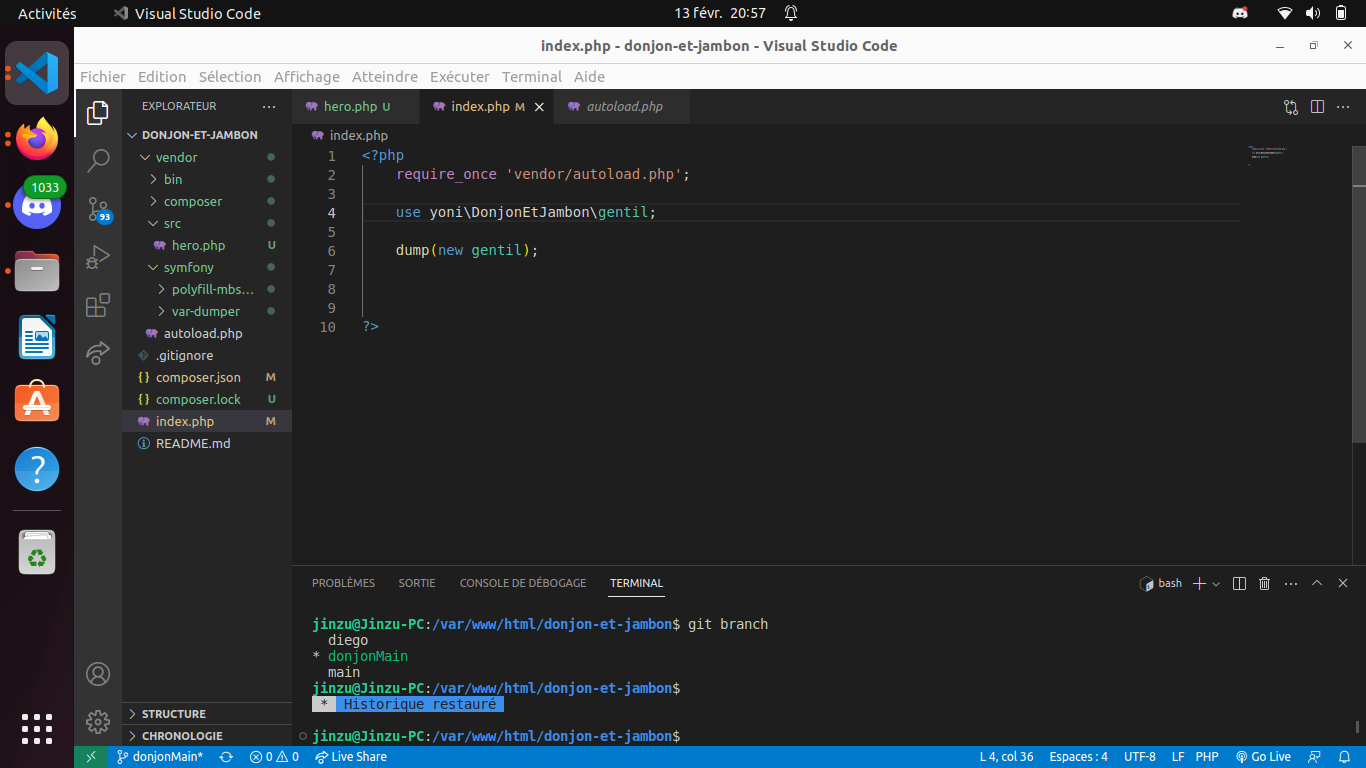 Activités
Visual Studio Code
13 févr. 20:57
index.php - donjon-et-jambon - Visual Studio Code
Fichier Edition Sélection Affichage Atteindre Exécuter Terminal Aide
1033
93
EXPLORATEUR
DONJON-ET-JAMBON
vendor
bin
composer
src
hero.php U
symfony
polyfill-mbs...
var-dumper
autoload.php
.gitignore
composer.json M
composer.lock U
index.php M
README.md
STRUCTURE
CHRONOLOGIE
hero.php U
index.php M
autoload.php
index.php
1 <?php
2 require_once 'vendor/autoload.php';
3
4 use yoni\DonjonEtJambon\gentil;
5
6 dump(new gentil);
7
8
9
10 ?>
PROBLÈMES SORTIE CONSOLE DE DÉBOGAGE TERMINAL
bash
jinzu@Jinzu-PC:/var/www/html/donjon-et-jambon$ git branch
diego
* donjonMain
main
jinzu@Jinzu-PC:/var/www/html/donjon-et-jambon$
* Historique restauré
jinzu@Jinzu-PC:/var/www/html/donjon-et-jambon$
donjonMain* 0 0 Live Share L 4, col 36 Espaces : 4 UTF-8 LF PHP Go Live